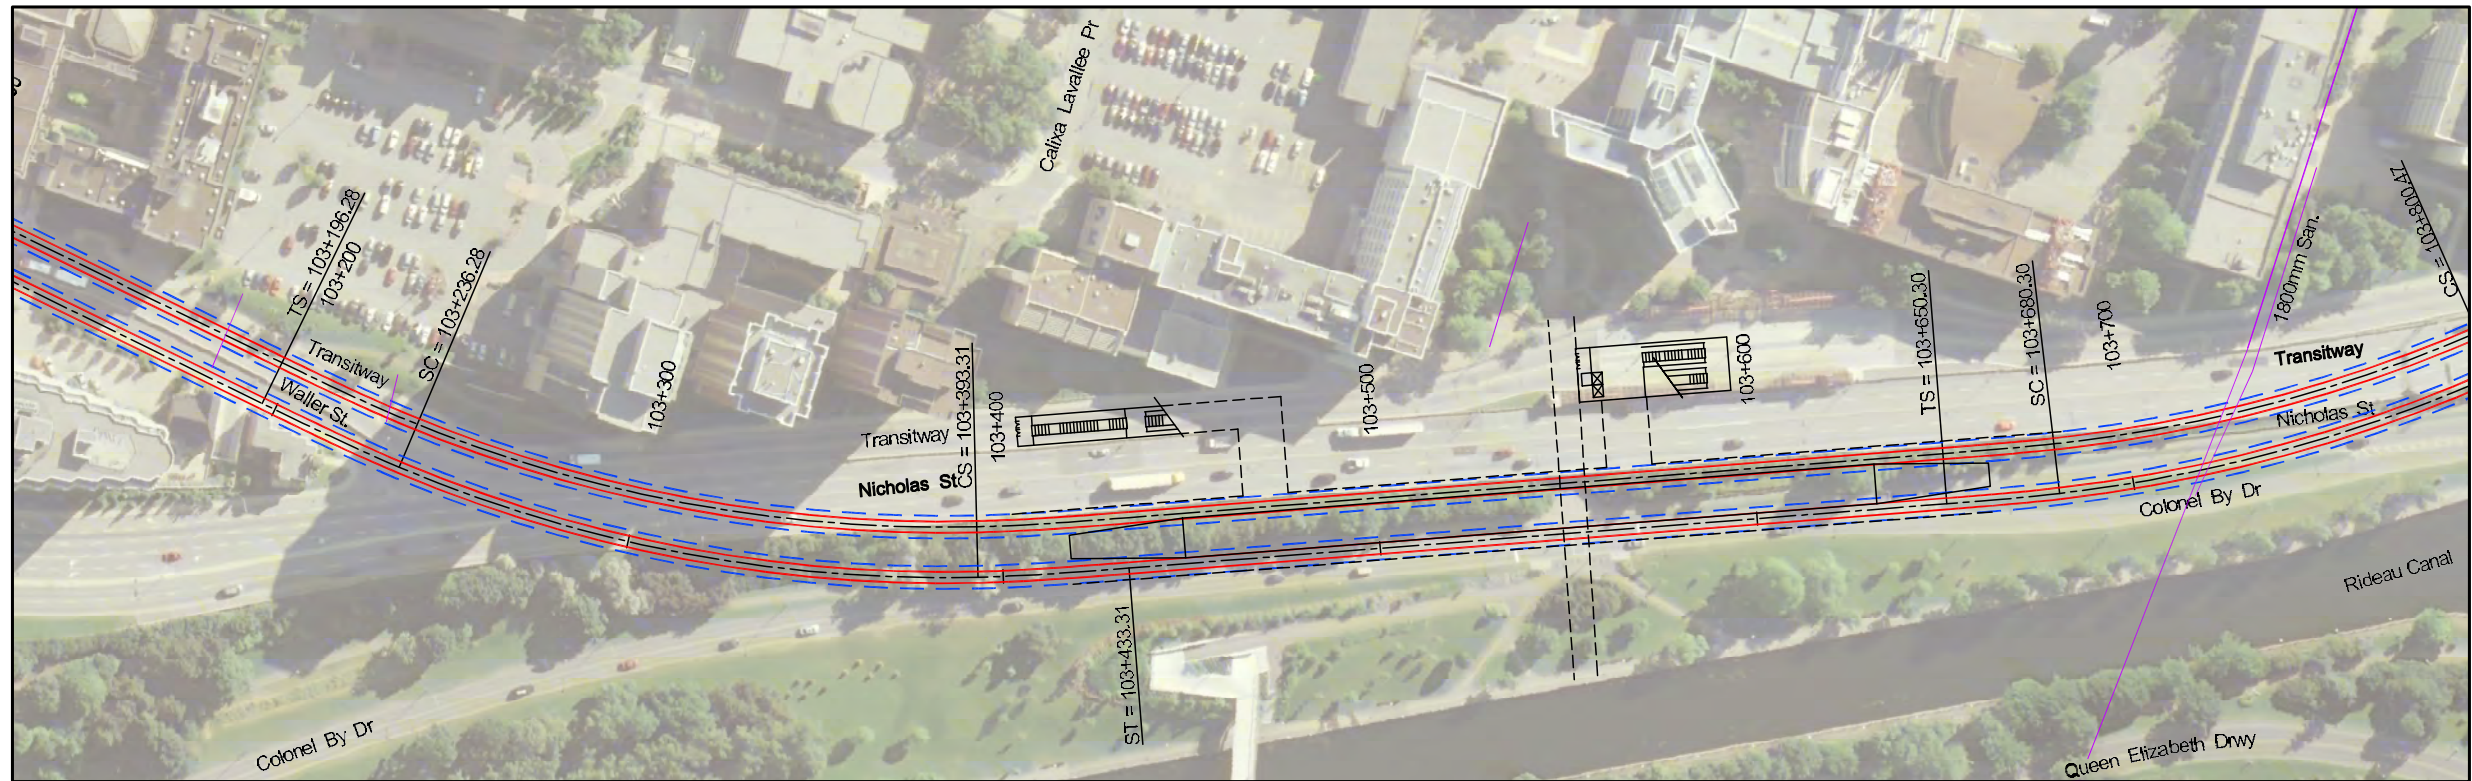 Calixa Lavallee Pr
TS = 103+196.28
103+200
SC = 103+236.28
Transitway
Waller St.
103+300
CS = 103+393.31
103+400
Transitway
Nicholas St
ST = 103+433.31
103+500
103+600
TS = 103+650.30
SC = 103+680.30
103+700
1800mm San.
CS = 103+800.47
Transitway
Nicholas St
Colonel By Dr
Rideau Canal
Colonel By Dr
Queen Elizabeth Drwy